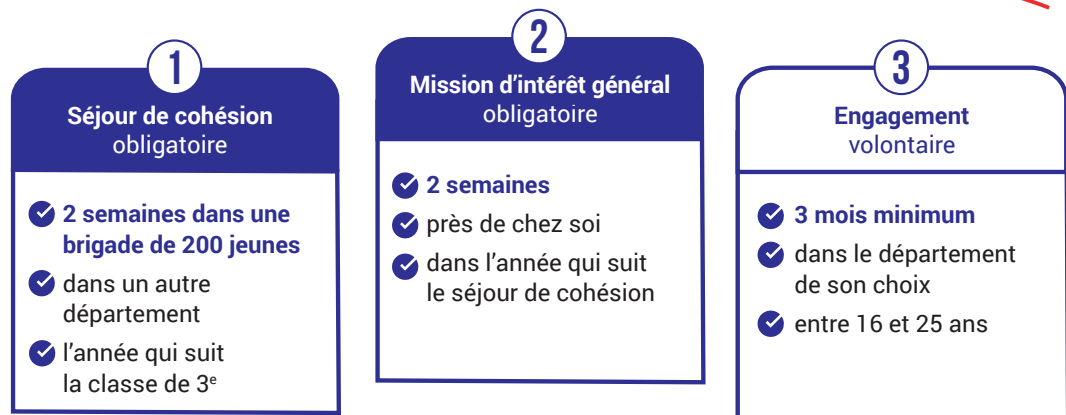 1
Séjour de cohésion
obligatoire
2 semaines dans une
brigade de 200 jeunes
dans un autre
département
l'année qui suit
la classe de 3e
2
Mission d'intérêt général
obligatoire
2 semaines
près de chez soi
dans l'année qui suit
le séjour de cohésion
3
Engagement
volontaire
3 mois minimum
dans le département
de son choix
entre 16 et 25 ans